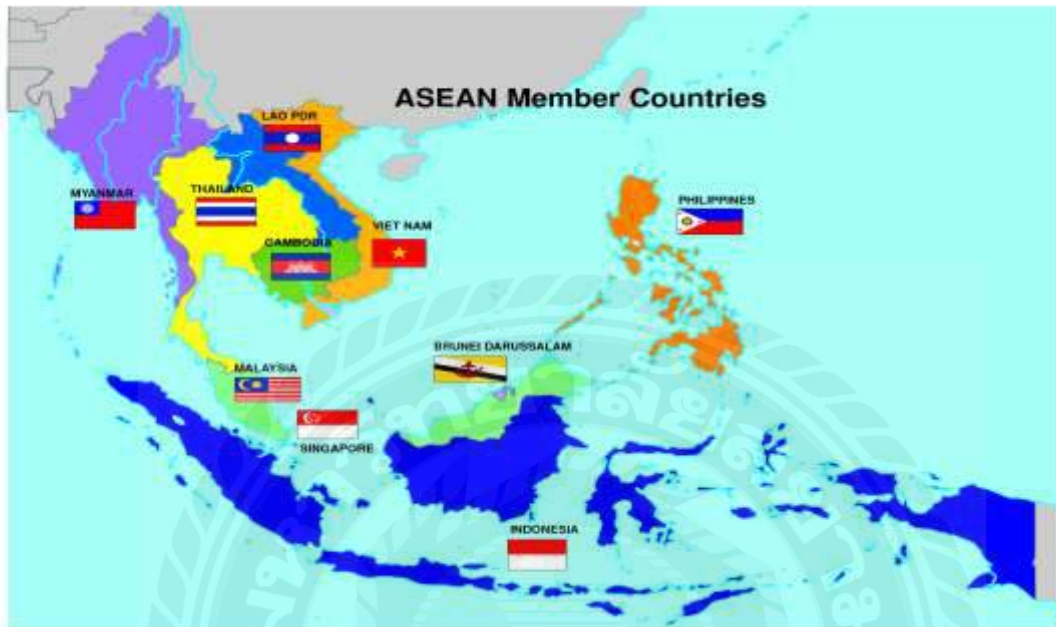 ASEAN Member Countries
LAO PDR
MYANMAR
THAILAND
PHILIPPINES
VIET NAM
CAMBODIA
BRUNEI DARUSSALAM
MALAYSIA
SINGAPORE
INDONESIA